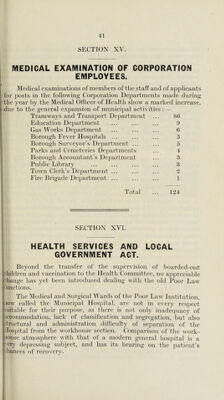 41
SECTION XV.
MEDICAL EXAMINATION OF CORPORATION
EMPLOYEES.
Medical examinations of members of the staff and of applicants
for posts in the following Corporation Departments made during
the year by the Medical Officer of Health show a marked increase,
due to the general expansion of municipal activities:—
Tramways and Transport Department ... 86
Education Department ... ... ... 9
Gas Works Department ... ... ... 6
Borough Fever Hospitals ... ... ... 5
Borough Surveyor's Department ... ... 5
Parks and Cemeteries Departments ... 4
Borough Accountant's Department ... 3
Public Library ... ... ... ... 3
Town Clerk's Department ... ... ... 2
Fire Brigade Department ... ... ... 1
Total ... 124
SECTION XVI.
HEALTH SERVICES AND LOCAL
GOVERNMENT ACT.
Beyond the transfer of the supervision of boarded-out
children and vaccination to the Health Committee, no appreciable
change has yet been introduced dealing with the old Poor Law
functions.
The Medical and Surgical Wards of the Poor Law Institution,
now called the Municipal Hospital, are not in every respect
suitable for their purpose, as there is not only inadequacy of
accommodation, lack of classification and segregation, but also
structural and administration difficulty of separation of the
Hospital from the workhouse section. Comparison of the work-
house atmosphere with that of a modern general hospital is a
very depressing subject, and has its bearing on the patient's
chances of recovery.